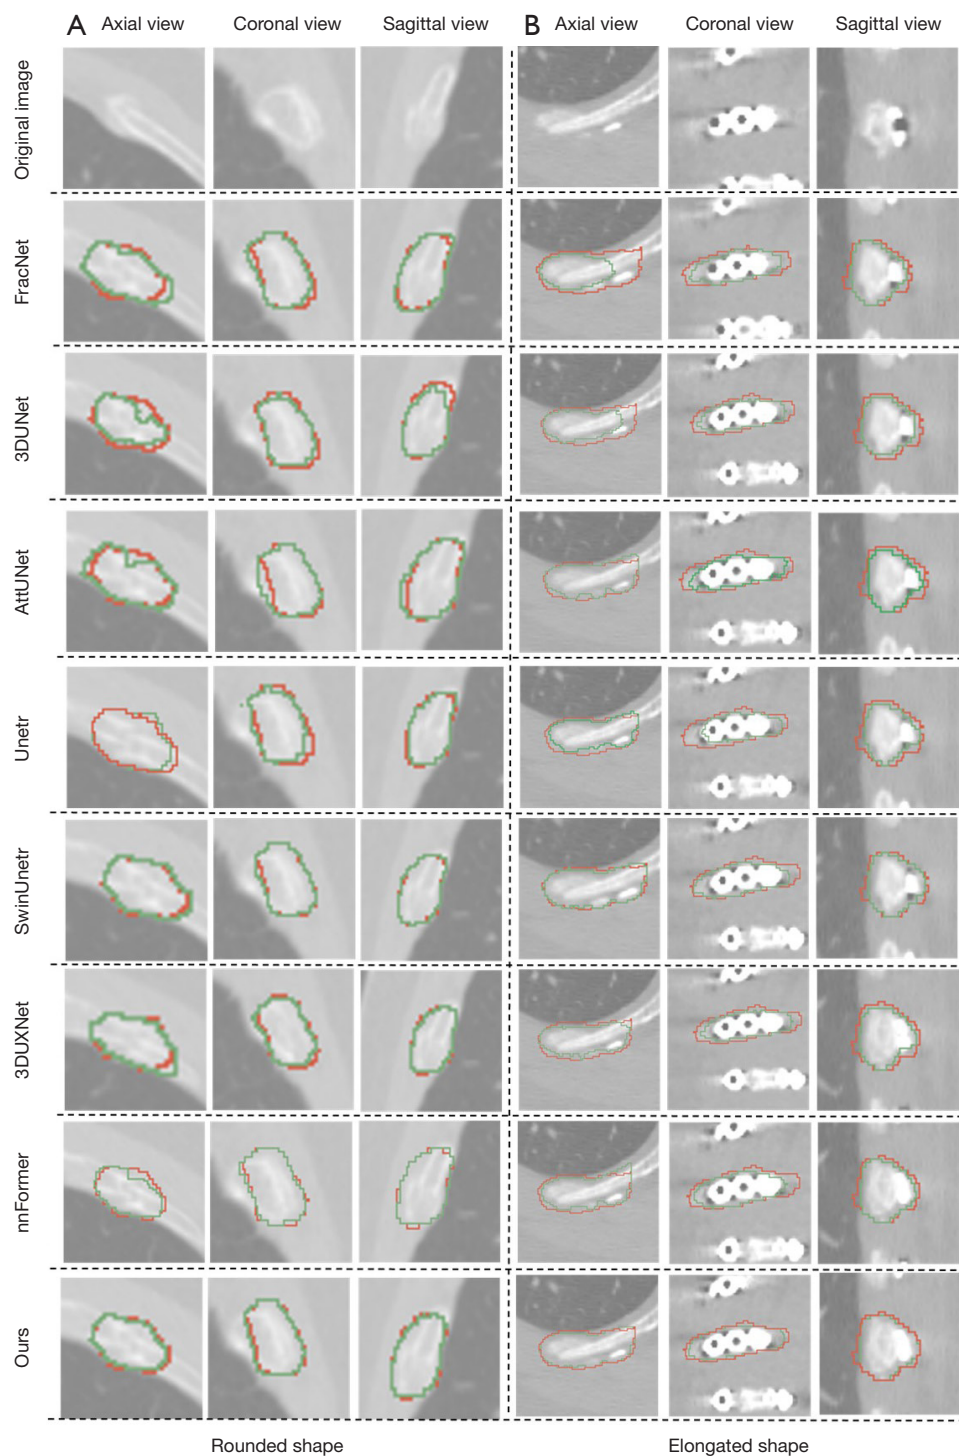 A Axial view Coronal view Sagittal view B Axial view Coronal view Sagittal view
Original image
FracNet
3DUNet
AttUNet
Unetr
SwinUnetr
3DUXNet
nnFormer
Ours
Rounded shape Elongated shape